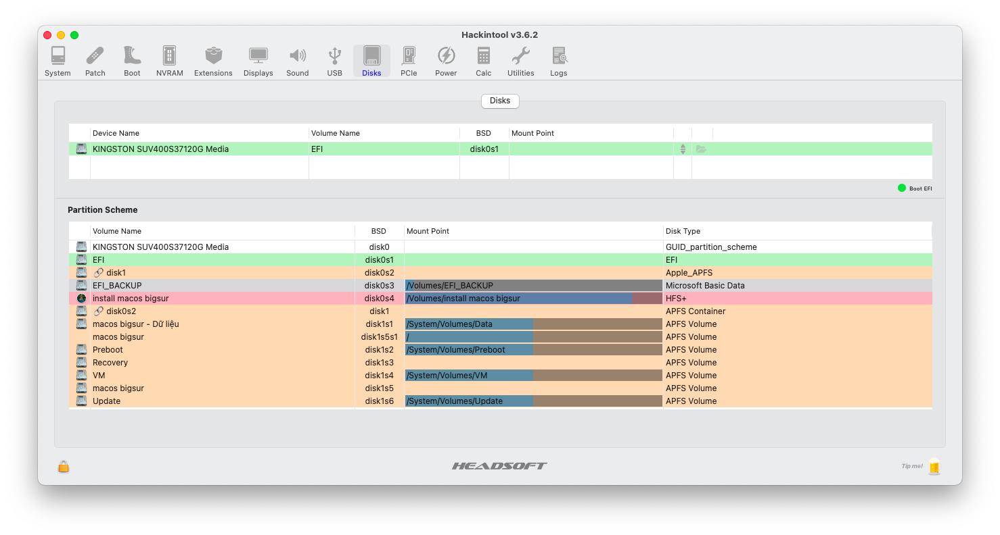 Hackintool v3.6.2
System Patch Boot NVRAM Extensions Displays Sound USB Disks PCIe Power Calc Utilities Logs
Disks
Device Name Volume Name BSD Mount Point
KINGSTON SUV400S37120G Media EFI disk0s1
Boot EFI
Partition Scheme
Volume Name BSD Mount Point Disk Type
KINGSTON SUV400S37120G Media disk0 GUID_partition_scheme
EFI disk0s1 EFI
disk1 disk0s2 Apple_APFS
EFI_BACKUP disk0s3 /Volumes/EFI_BACKUP Microsoft Basic Data
install macos bigsur disk0s4 /Volumes/install macos bigsur HFS+
disk0s2 disk1 APFS Container
macos bigsur - Dữ liệu disk1s1 /System/Volumes/Data APFS Volume
macos bigsur disk1s5s1 / APFS Volume
Preboot disk1s2 /System/Volumes/Preboot APFS Volume
Recovery disk1s3 APFS Volume
VM disk1s4 /System/Volumes/VM APFS Volume
macos bigsur disk1s5 APFS Volume
Update disk1s6 /System/Volumes/Update APFS Volume
HEADSOFT
Tip me!